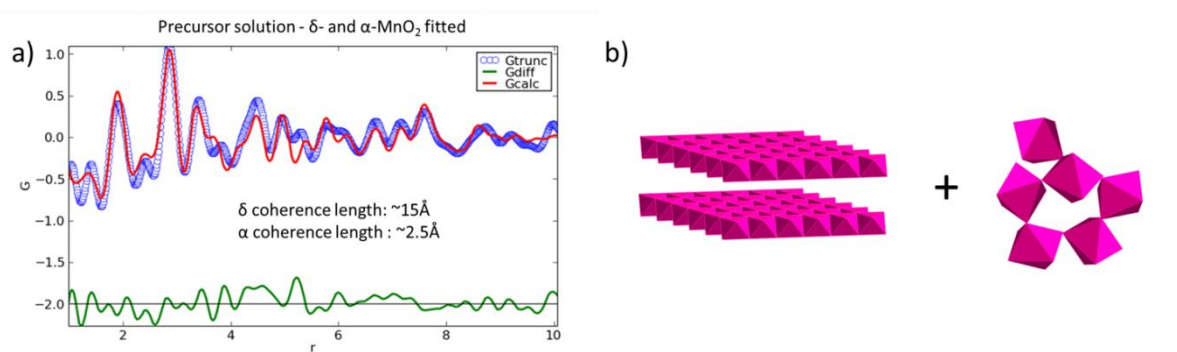 Precursor solution - δ- and α-MnO₂ fitted
a)
b)
1.0
0.5
0.0
−0.5
−1.0
−1.5
−2.0
G
Gtrunc
Gdiff
Gcalc
δ coherence length: ~15Å
α coherence length : ~2.5Å
+
2
4
6
8
10
r